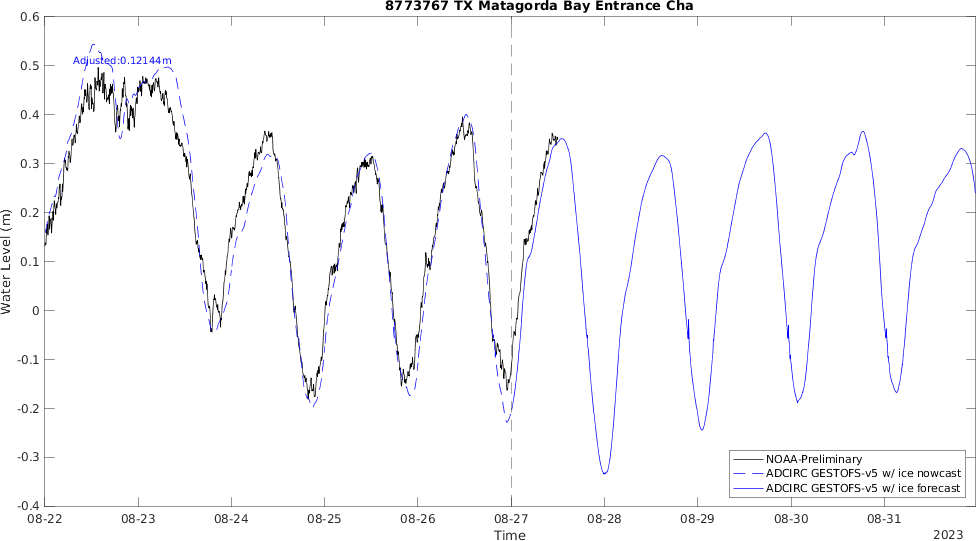 8773767 TX Matagorda Bay Entrance Cha
0.6
0.5
0.4
0.3
0.2
0.1
0
-0.1
-0.2
-0.3
-0.4
Water Level (m)
Adjusted:0.12144m
NOAA-Preliminary
ADCIRC GESTOFS-v5 w/ ice nowcast
ADCIRC GESTOFS-v5 w/ ice forecast
08-22 08-23 08-24 08-25 08-26 08-27 08-28 08-29 08-30 08-31
Time
2023